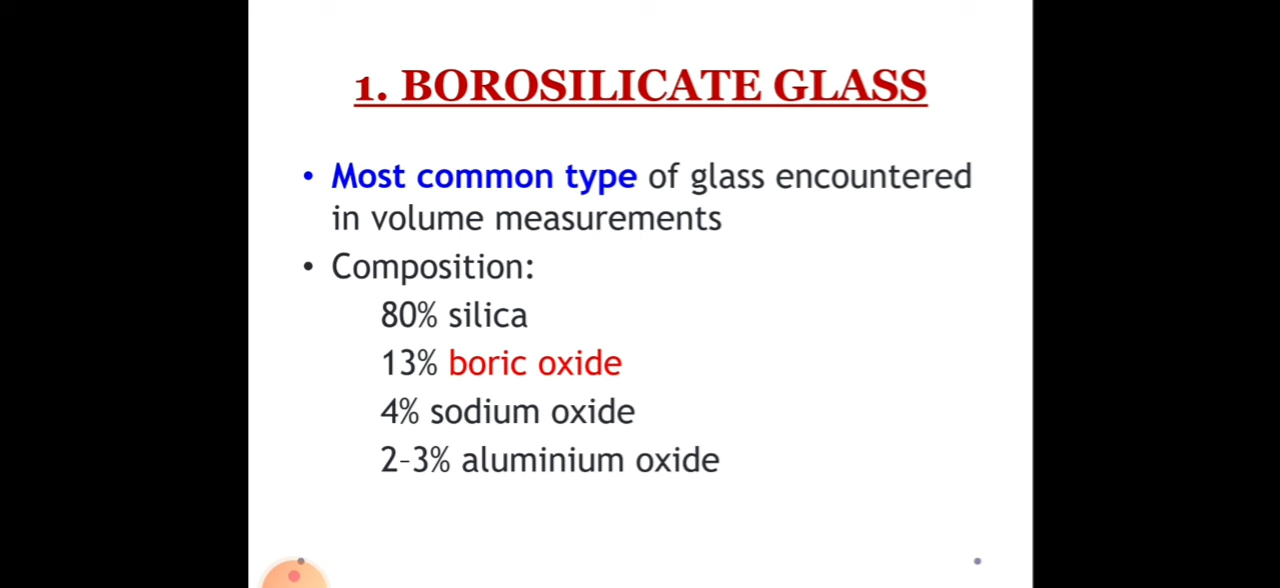 1. BOROSILICATE GLASS
• Most common type of glass encountered
in volume measurements
• Composition:
80% silica
13% boric oxide
4% sodium oxide
2-3% aluminium oxide